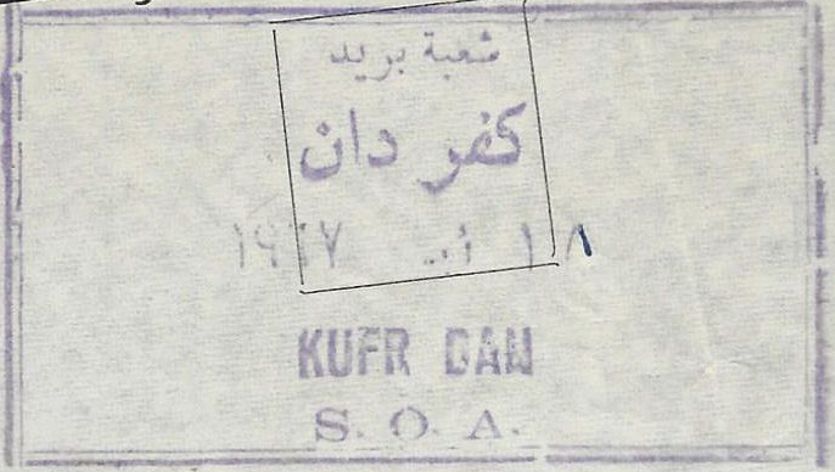 شعبة بريد
كفر دان
١٨ ١٩٦٧
KUFR DAN
S. O. A.